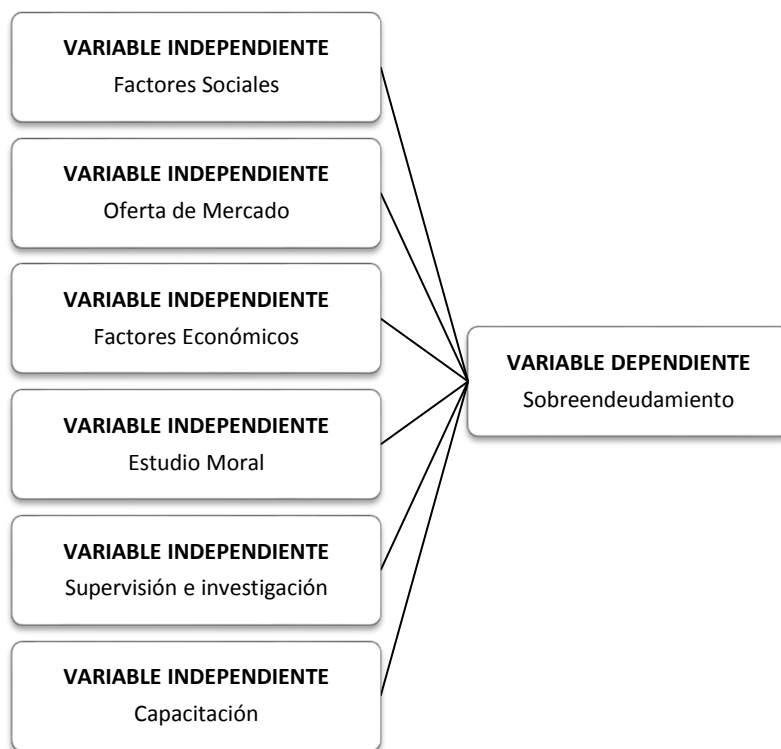 VARIABLE INDEPENDIENTE
Factores Sociales
VARIABLE INDEPENDIENTE
Oferta de Mercado
VARIABLE INDEPENDIENTE
Factores Económicos
VARIABLE INDEPENDIENTE
Estudio Moral
VARIABLE INDEPENDIENTE
Supervisión e investigación
VARIABLE INDEPENDIENTE
Capacitación
VARIABLE DEPENDIENTE
Sobreendeudamiento